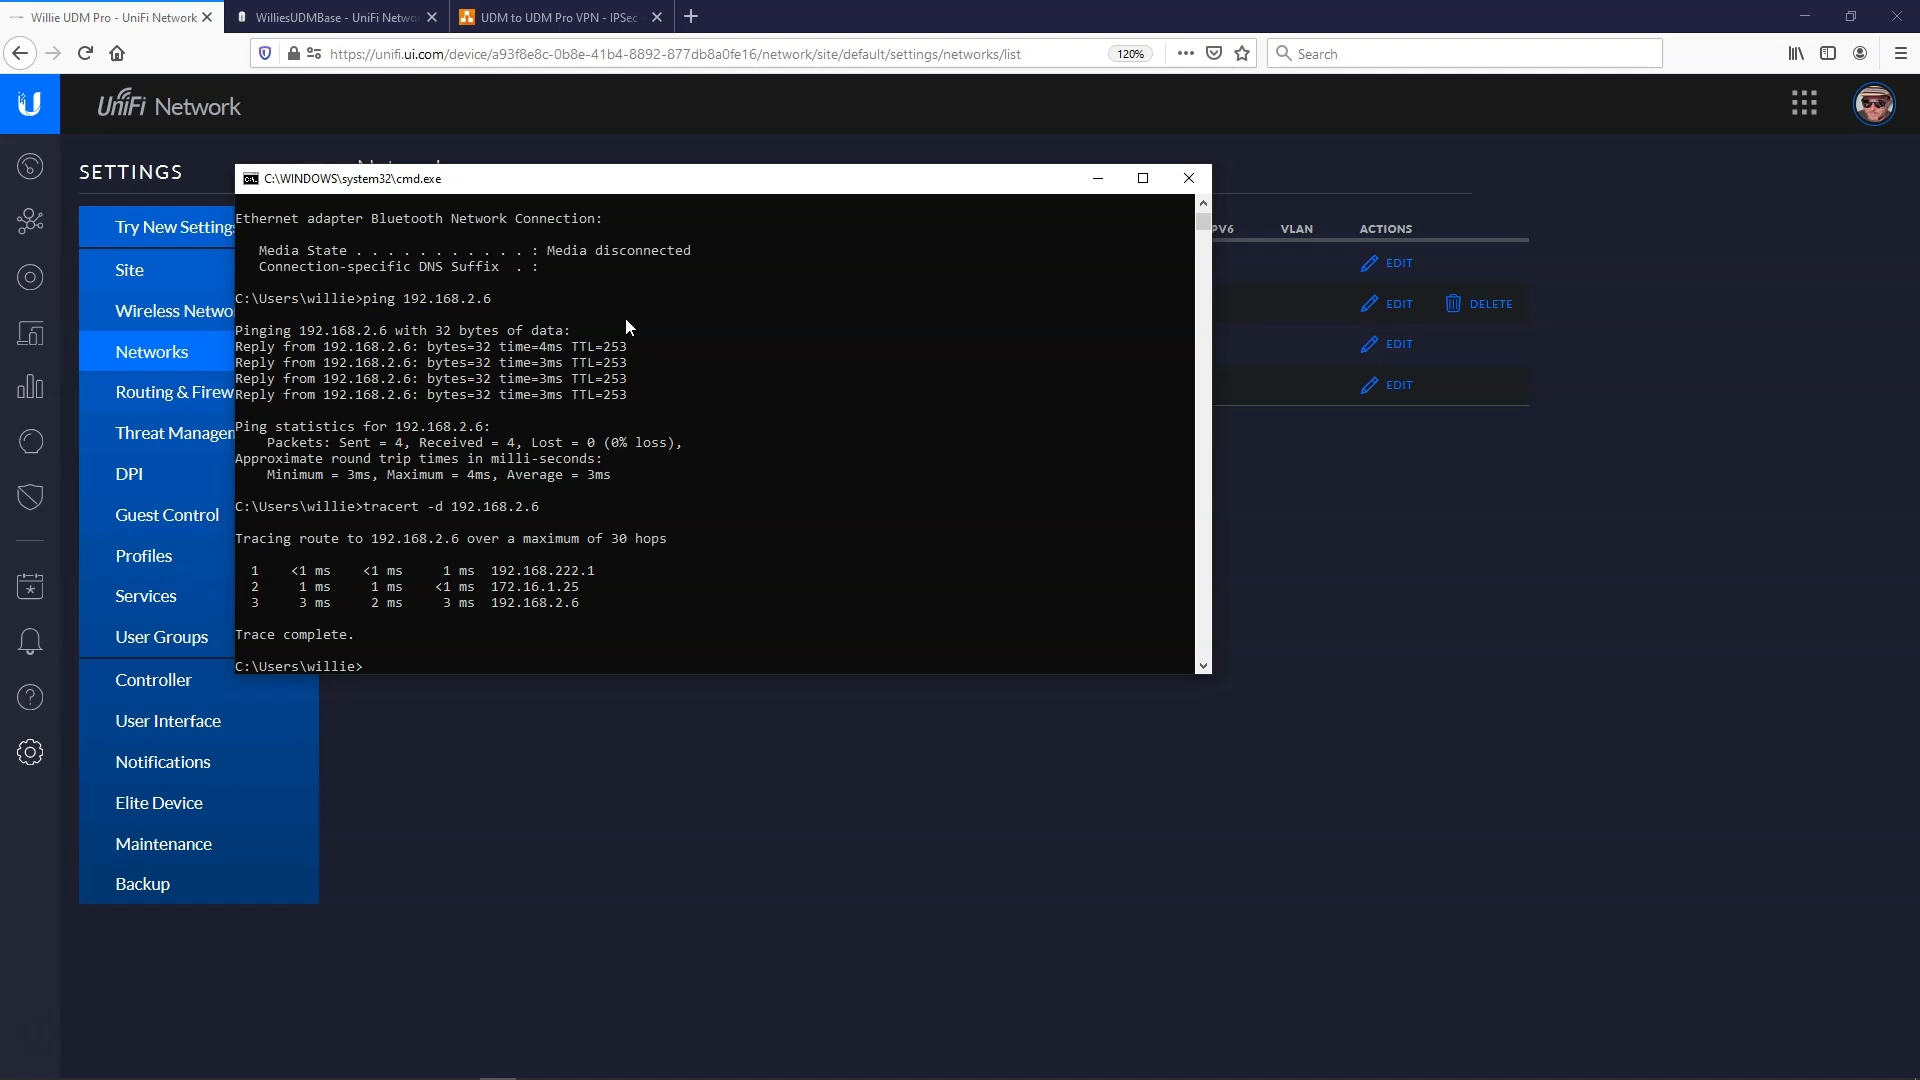 Willie UDM Pro - UniFi Network
WilliesUDMBase - UniFi Netwo
UDM to UDM Pro VPN - IPSec
https://unifi.ui.com/device/a93f8e8c-0b8e-41b4-8892-877db8a0fe16/network/site/default/settings/networks/list
120%
Search
UniFi Network
SETTINGS
Try New Settings
Site
Wireless Netwo
Networks
Routing & Firew
Threat Managem
DPI
Guest Control
Profiles
Services
User Groups
Controller
User Interface
Notifications
Elite Device
Maintenance
Backup
C:\WINDOWS\system32\cmd.exe
Ethernet adapter Bluetooth Network Connection:
Media State . . . . . . . . . . . : Media disconnected
Connection-specific DNS Suffix  . :
C:\Users\willie>ping 192.168.2.6
Pinging 192.168.2.6 with 32 bytes of data:
Reply from 192.168.2.6: bytes=32 time=4ms TTL=253
Reply from 192.168.2.6: bytes=32 time=3ms TTL=253
Reply from 192.168.2.6: bytes=32 time=3ms TTL=253
Reply from 192.168.2.6: bytes=32 time=3ms TTL=253
Ping statistics for 192.168.2.6:
Packets: Sent = 4, Received = 4, Lost = 0 (0% loss),
Approximate round trip times in milli-seconds:
Minimum = 3ms, Maximum = 4ms, Average = 3ms
C:\Users\willie>tracert -d 192.168.2.6
Tracing route to 192.168.2.6 over a maximum of 30 hops
1 <1 ms <1 ms 1 ms 192.168.222.1
2 1 ms 1 ms <1 ms 172.16.1.25
3 3 ms 2 ms 3 ms 192.168.2.6
Trace complete.
C:\Users\willie>
PV6 VLAN ACTIONS
EDIT
EDIT DELETE
EDIT
EDIT